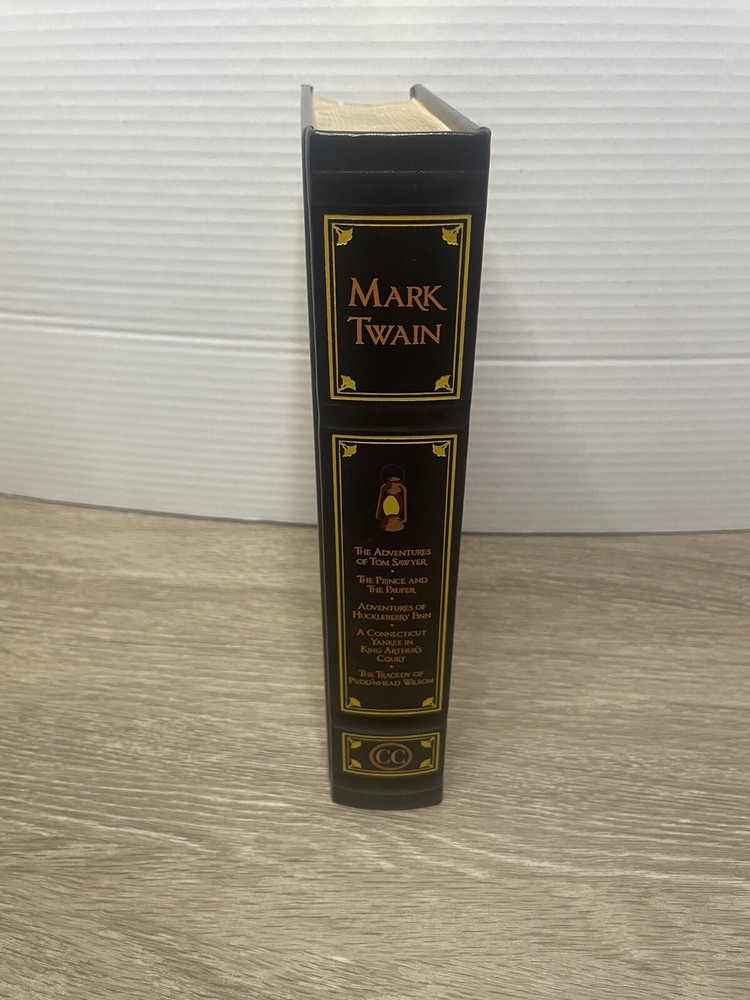 MARK
TWAIN
THE ADVENTURES
OF TOM SAWYER
THE PRINCE AND
THE PAUPER
ADVENTURES OF
HUCKLEBERRY FINN
A CONNECTICUT
YANKEE IN
KING ARTHUR'S
COURT
THE TRAGEDY OF
PUDD'NHEAD WILSON
CC